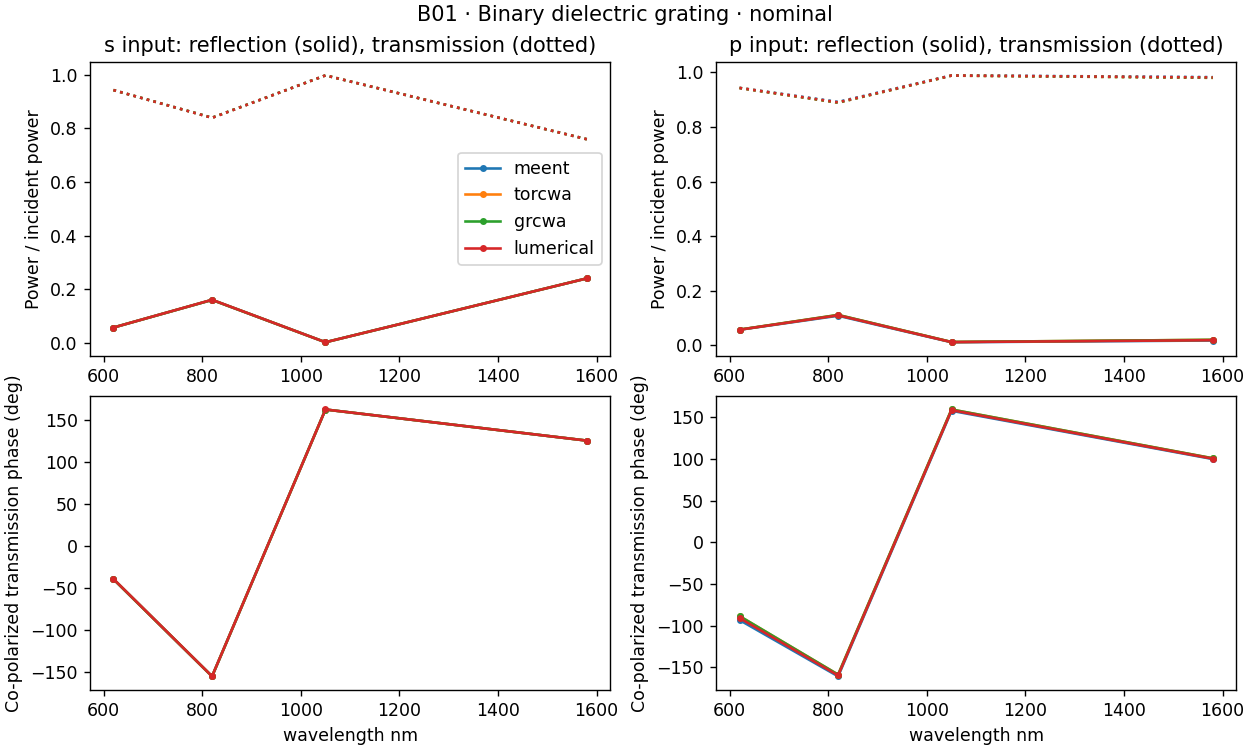 B01 · Binary dielectric grating · nominal
s input: reflection (solid), transmission (dotted)
p input: reflection (solid), transmission (dotted)
Power / incident power
1.0
0.8
0.6
0.4
0.2
0.0
meent
torcwa
grcwa
lumerical
600 800 1000 1200 1400 1600
Power / incident power
1.0
0.8
0.6
0.4
0.2
0.0
600 800 1000 1200 1400 1600
Co-polarized transmission phase (deg)
150
100
50
0
−50
−100
−150
600 800 1000 1200 1400 1600
wavelength nm
Co-polarized transmission phase (deg)
150
100
50
0
−50
−100
−150
600 800 1000 1200 1400 1600
wavelength nm